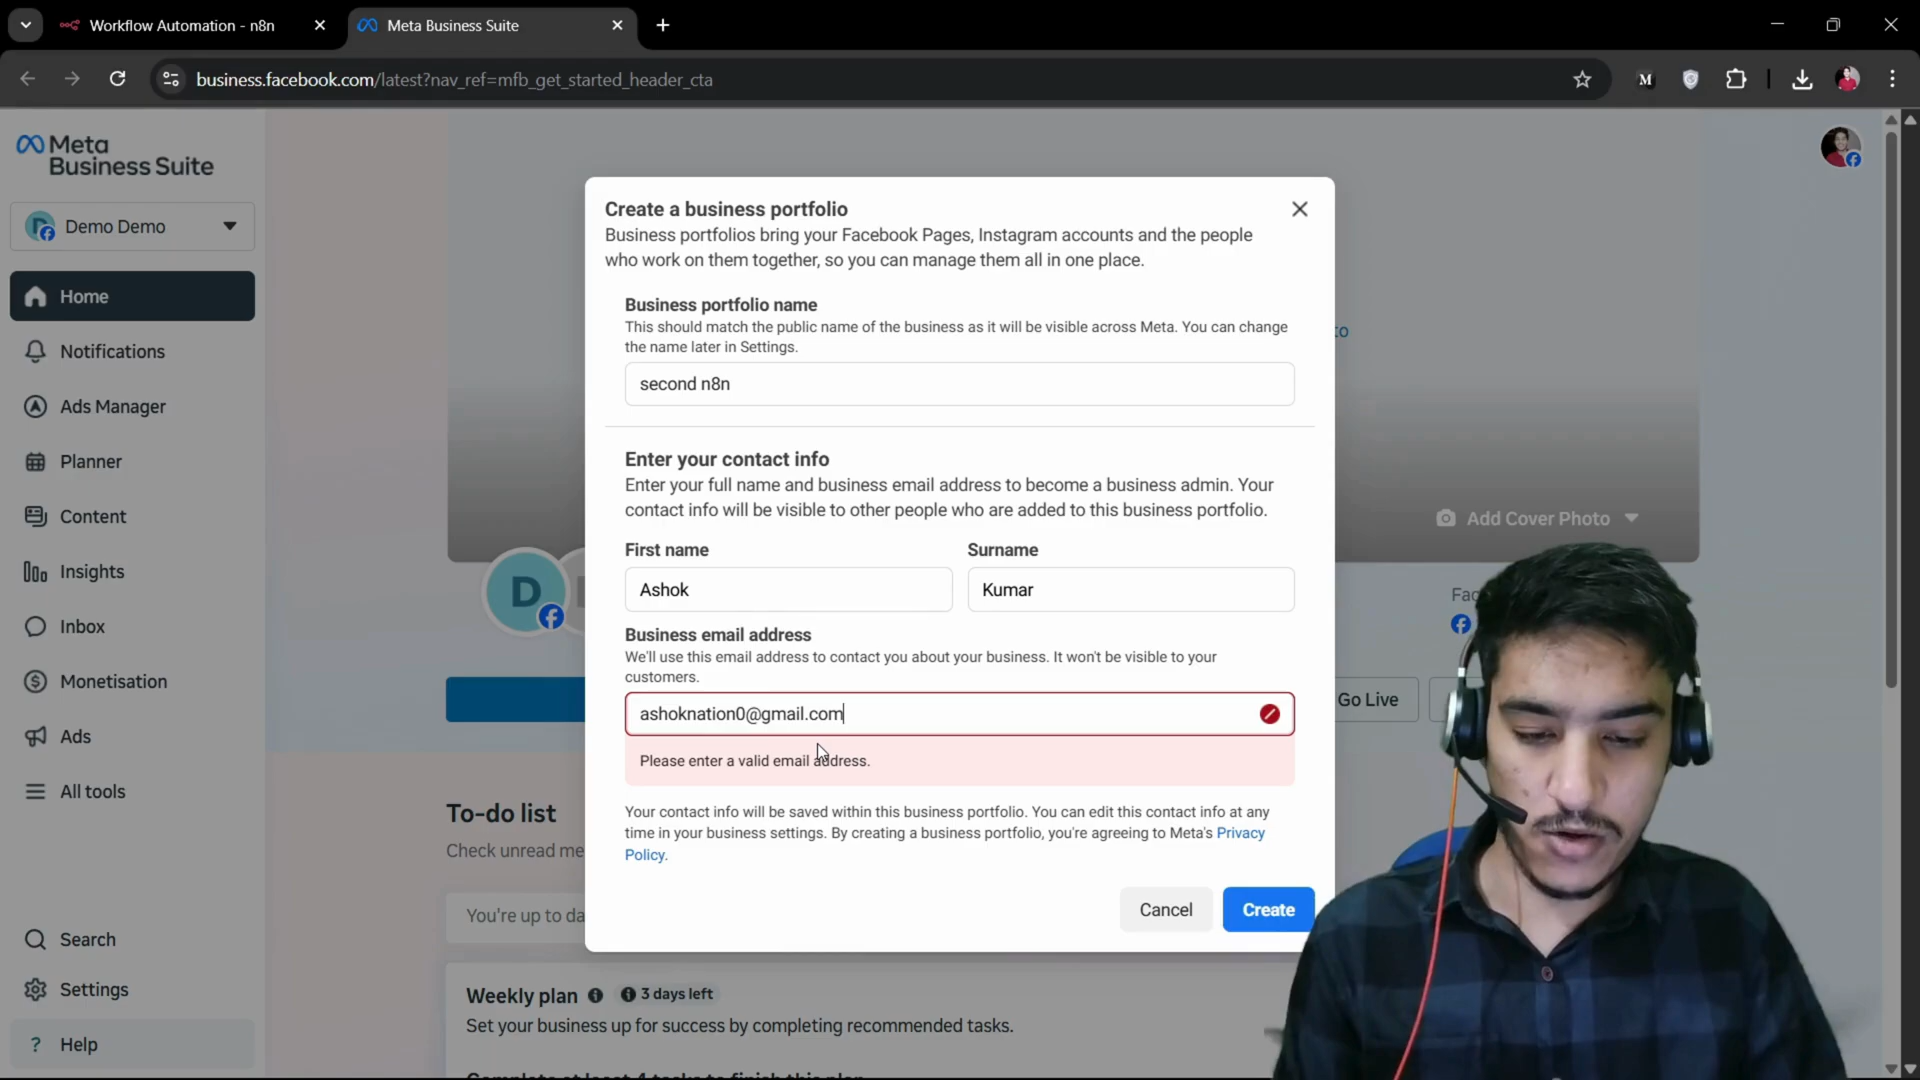 Workflow Automation - n8n
Meta Business Suite
business.facebook.com/latest?nav_ref=mfb_get_started_header_cta
M
Meta
Business Suite
Demo Demo
Home
Notifications
Ads Manager
Planner
Content
Insights
Inbox
Monetisation
Ads
All tools
Search
Settings
Help
Create a business portfolio
Business portfolios bring your Facebook Pages, Instagram accounts and the people
who work on them together, so you can manage them all in one place.
Business portfolio name
This should match the public name of the business as it will be visible across Meta. You can change
the name later in Settings.
second n8n
Enter your contact info
Enter your full name and business email address to become a business admin. Your
contact info will be visible to other people who are added to this business portfolio.
First name
Surname
Ashok
Kumar
Business email address
We'll use this email address to contact you about your business. It won't be visible to your
customers.
ashoknation0@gmail.com
Please enter a valid email address.
Your contact info will be saved within this business portfolio. You can edit this contact info at any
time in your business settings. By creating a business portfolio, you're agreeing to Meta's Privacy
Policy.
Cancel
Create
Add Cover Photo
D
Go Live
To-do list
Check unread me
You're up to da
Weekly plan
3 days left
Set your business up for success by completing recommended tasks.